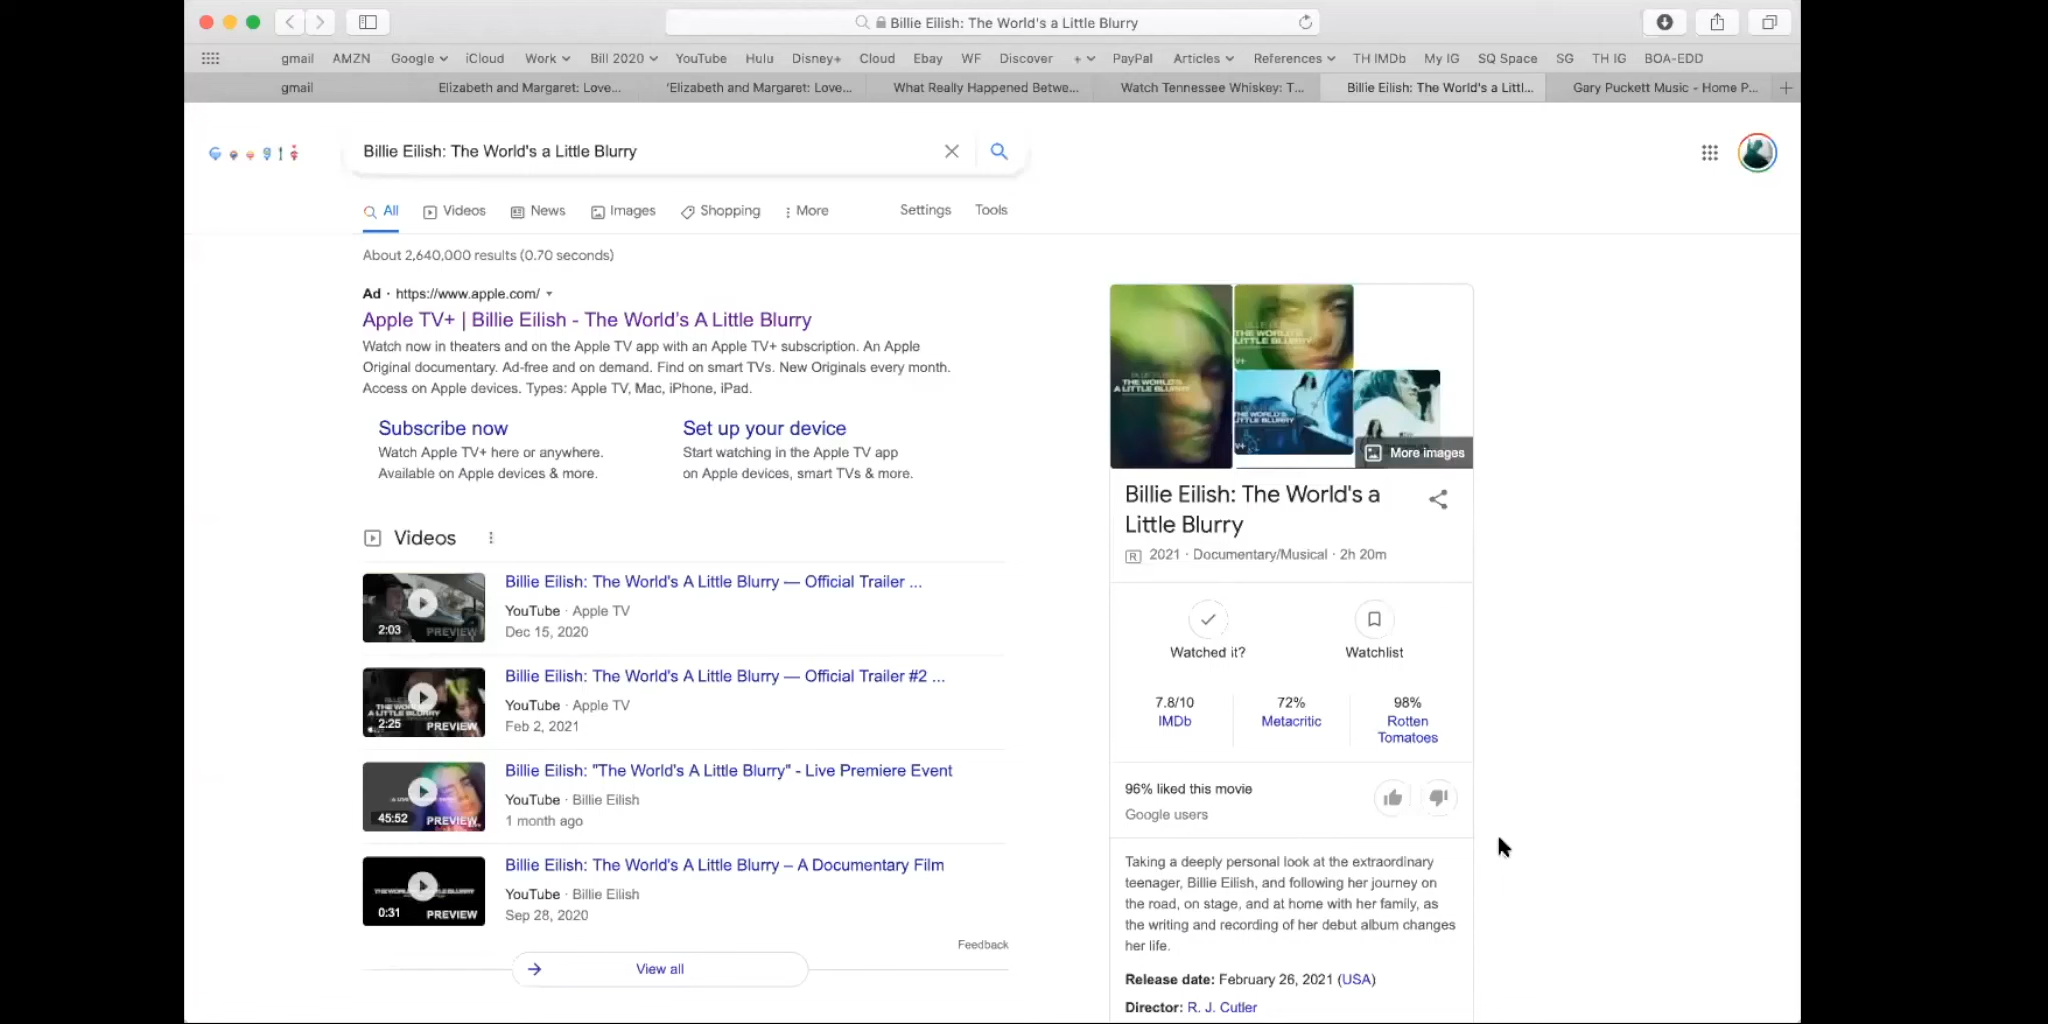 Billie Eilish: The World's a Little Blurry
gmail AMZN Google iCloud Work Bill 2020 YouTube Hulu Disney+ Cloud Ebay WF Discover + PayPal Articles References TH IMDb My IG SQ Space SG TH IG BOA-EDD
gmail Elizabeth and Margaret: Love... 'Elizabeth and Margaret: Love... What Really Happened Betwe... Watch Tennessee Whiskey: T... Billie Eilish: The World's a Littl... Gary Puckett Music - Home P...
Billie Eilish: The World's a Little Blurry
All Videos News Images Shopping More Settings Tools
About 2,640,000 results (0.70 seconds)
Ad · https://www.apple.com/
Apple TV+ | Billie Eilish - The World's A Little Blurry
Watch now in theaters and on the Apple TV app with an Apple TV+ subscription. An Apple
Original documentary. Ad-free and on demand. Find on smart TVs. New Originals every month.
Access on Apple devices. Types: Apple TV, Mac, iPhone, iPad.
Subscribe now
Watch Apple TV+ here or anywhere.
Available on Apple devices & more.
Set up your device
Start watching in the Apple TV app
on Apple devices, smart TVs & more.
Videos
Billie Eilish: The World's A Little Blurry — Official Trailer ...
YouTube · Apple TV
Dec 15, 2020
2:03 PREVIEW
Billie Eilish: The World's A Little Blurry — Official Trailer #2 ...
YouTube · Apple TV
Feb 2, 2021
2:25 PREVIEW
Billie Eilish: "The World's A Little Blurry" - Live Premiere Event
YouTube · Billie Eilish
1 month ago
45:52 PREVIEW
Billie Eilish: The World's A Little Blurry – A Documentary Film
YouTube · Billie Eilish
Sep 28, 2020
0:31 PREVIEW
Feedback
View all
THE WORLD'S
A LITTLE BLURRY
THE WORLD'S
LITTLE BLURRY
More images
Billie Eilish: The World's a
Little Blurry
R 2021 · Documentary/Musical · 2h 20m
Watched it? Watchlist
7.8/10 72% 98%
IMDb Metacritic Rotten
Tomatoes
96% liked this movie
Google users
Taking a deeply personal look at the extraordinary
teenager, Billie Eilish, and following her journey on
the road, on stage, and at home with her family, as
the writing and recording of her debut album changes
her life.
Release date: February 26, 2021 (USA)
Director: R. J. Cutler